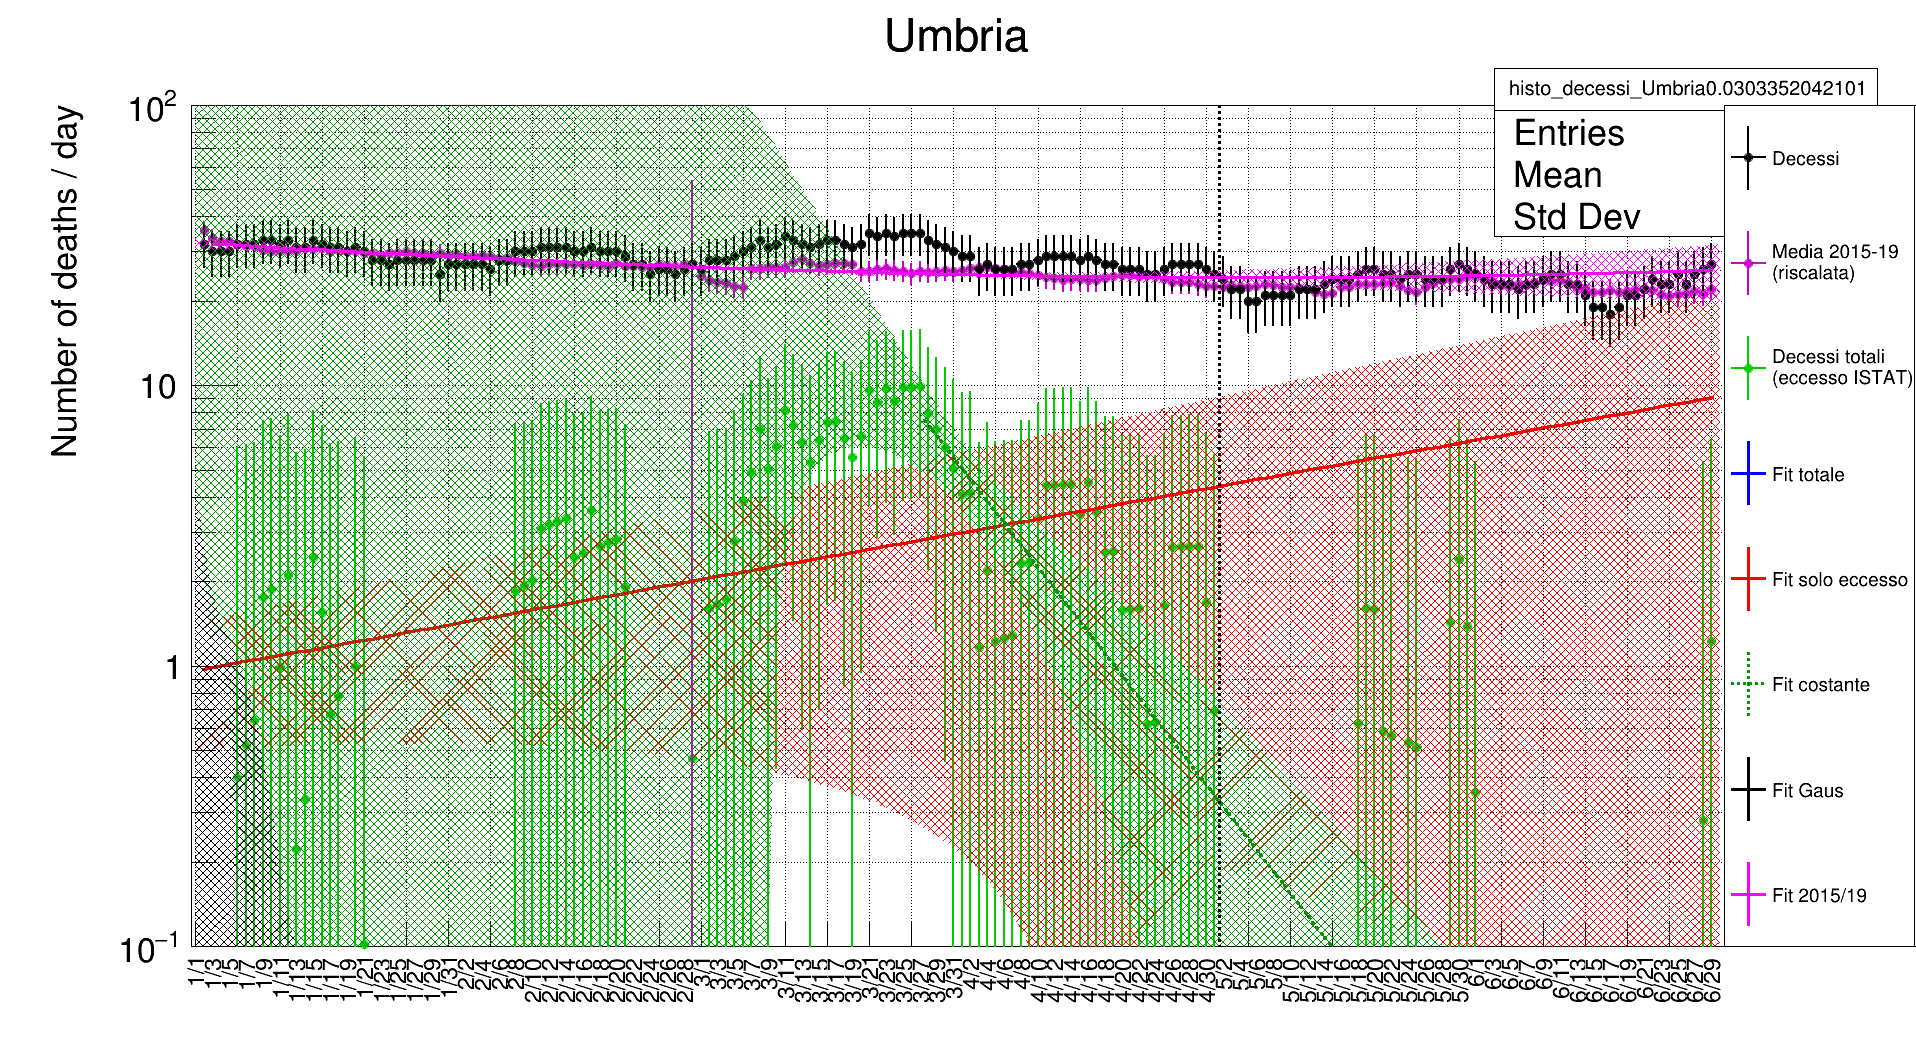 Umbria
histo_decessi_Umbria0.0303352042101
Entries
Mean
Std Dev
Number of deaths / day
10²
10
1
10⁻¹
Decessi
Media 2015-19
(riscalata)
Decessi totali
(eccesso ISTAT)
Fit totale
Fit solo eccesso
Fit costante
Fit Gaus
Fit 2015/19
1/1 1/3 1/5 1/7 1/9 1/11 1/13 1/15 1/17 1/19 1/21 1/23 1/25 1/27 1/29 1/31 2/2 2/4 2/6 2/8 2/10 2/12 2/14 2/16 2/18 2/20 2/22 2/24 2/26 2/28 3/1 3/3 3/5 3/7 3/9 3/11 3/13 3/15 3/17 3/19 3/21 3/23 3/25 3/27 3/29 3/31 4/2 4/4 4/6 4/8 4/10 4/12 4/14 4/16 4/18 4/20 4/22 4/24 4/26 4/28 4/30 5/2 5/4 5/6 5/8 5/10 5/12 5/14 5/16 5/18 5/20 5/22 5/24 5/26 5/28 5/30 6/1 6/3 6/5 6/7 6/9 6/11 6/13 6/15 6/17 6/19 6/21 6/23 6/25 6/27 6/29